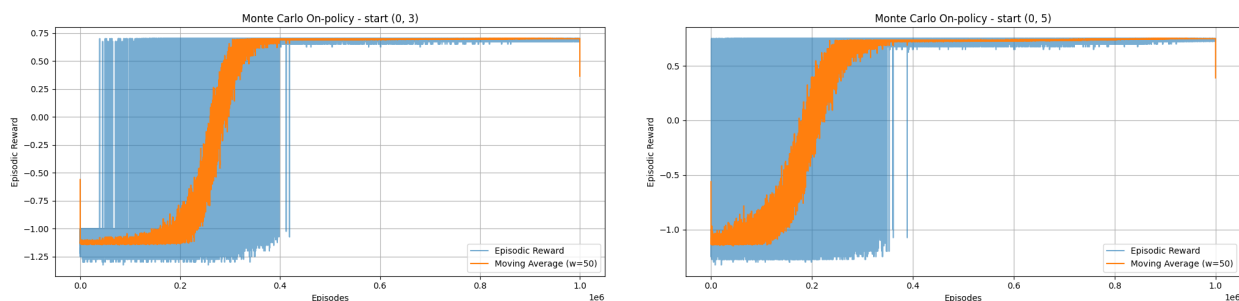 Monte Carlo On-policy - start (0, 3)
0.75
0.50
0.25
0.00
−0.25
−0.50
−0.75
−1.00
−1.25
Episodic Reward
Episodic Reward
Moving Average (w=50)
0.0
0.2
0.4
0.6
0.8
1.0
1e6
Episodes
Monte Carlo On-policy - start (0, 5)
0.5
0.0
−0.5
−1.0
Episodic Reward
Episodic Reward
Moving Average (w=50)
0.0
0.2
0.4
0.6
0.8
1.0
1e6
Episodes